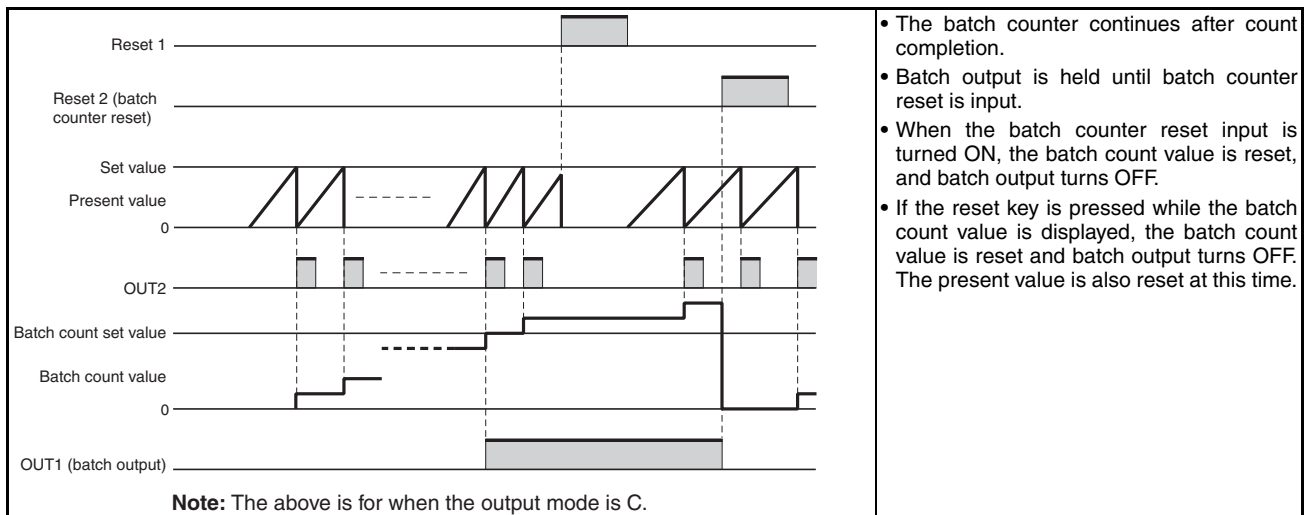 Reset 1
Reset 2 (batch
counter reset)
Set value
Present value
0
OUT2
Batch count set value
Batch count value
0
OUT1 (batch output)
Note: The above is for when the output mode is C.
• The batch counter continues after count
completion.
• Batch output is held until batch counter
reset is input.
• When the batch counter reset input is
turned ON, the batch count value is reset,
and batch output turns OFF.
• If the reset key is pressed while the batch
count value is displayed, the batch count
value is reset and batch output turns OFF.
The present value is also reset at this time.